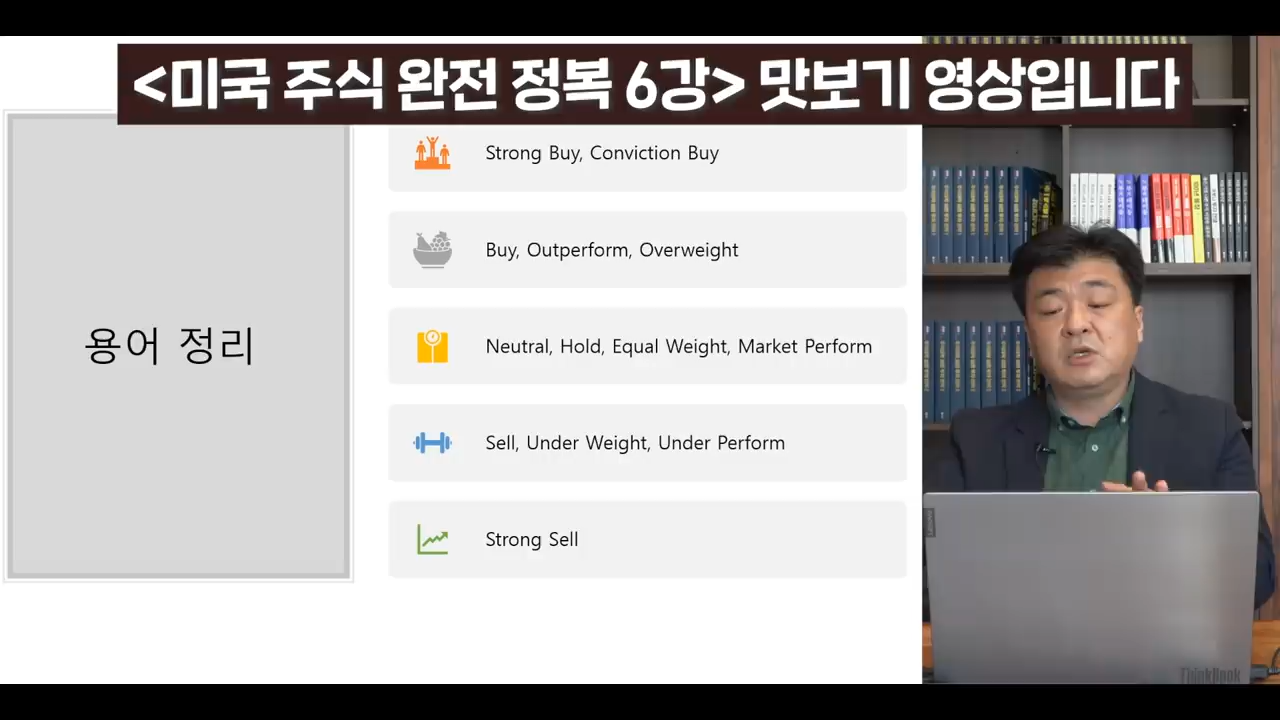 <미국 주식 완전 정복 6강> 맛보기 영상입니다
용어 정리
Strong Buy, Conviction Buy
Buy, Outperform, Overweight
Neutral, Hold, Equal Weight, Market Perform
Sell, Under Weight, Under Perform
Strong Sell
Lenovo
ThinkBook